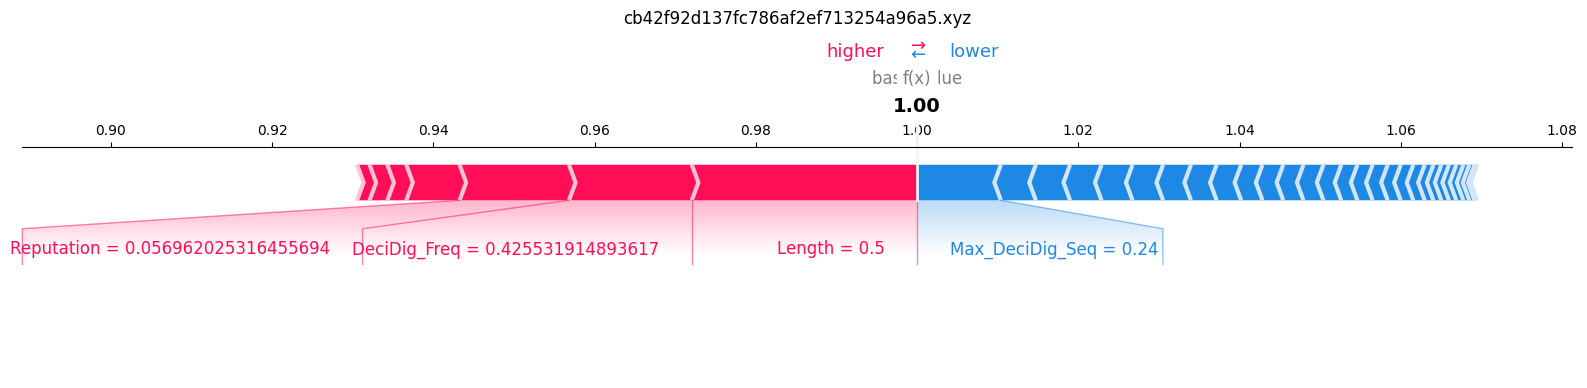 cb42f92d137fc786af2ef713254a96a5.xyz
higher → ← lower
f(x)
1.00
0.90 0.92 0.94 0.96 0.98 1.00 1.02 1.04 1.06 1.08
Reputation = 0.056962025316455694 DeciDig_Freq = 0.425531914893617 Length = 0.5 Max_DeciDig_Seq = 0.24